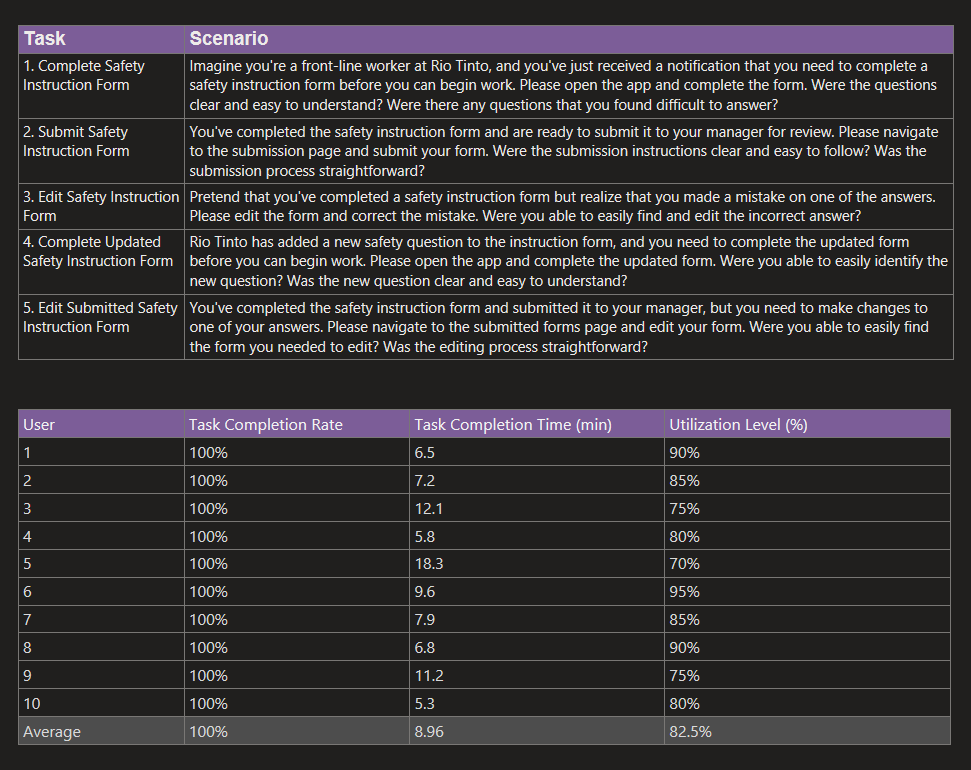 Task Scenario
1. Complete Safety Instruction Form
Imagine you're a front-line worker at Rio Tinto, and you've just received a notification that you need to complete a
safety instruction form before you can begin work. Please open the app and complete the form. Were the questions
clear and easy to understand? Were there any questions that you found difficult to answer?
2. Submit Safety
Instruction Form
You've completed the safety instruction form and are ready to submit it to your manager for review. Please navigate
to the submission page and submit your form. Were the submission instructions clear and easy to follow? Was the
submission process straightforward?
3. Edit Safety Instruction
Form
Pretend that you've completed a safety instruction form but realize that you made a mistake on one of the answers.
Please edit the form and correct the mistake. Were you able to easily find and edit the incorrect answer?
4. Complete Updated
Safety Instruction Form
Rio Tinto has added a new safety question to the instruction form, and you need to complete the updated form
before you can begin work. Please open the app and complete the updated form. Were you able to easily identify the
new question? Was the new question clear and easy to understand?
5. Edit Submitted Safety
Instruction Form
You've completed the safety instruction form and submitted it to your manager, but you need to make changes to
one of your answers. Please navigate to the submitted forms page and edit your form. Were you able to easily find
the form you needed to edit? Was the editing process straightforward?
User Task Completion Rate Task Completion Time (min) Utilization Level (%)
1 100% 6.5 90%
2 100% 7.2 85%
3 100% 12.1 75%
4 100% 5.8 80%
5 100% 18.3 70%
6 100% 9.6 95%
7 100% 7.9 85%
8 100% 6.8 90%
9 100% 11.2 75%
10 100% 5.3 80%
Average 100% 8.96 82.5%